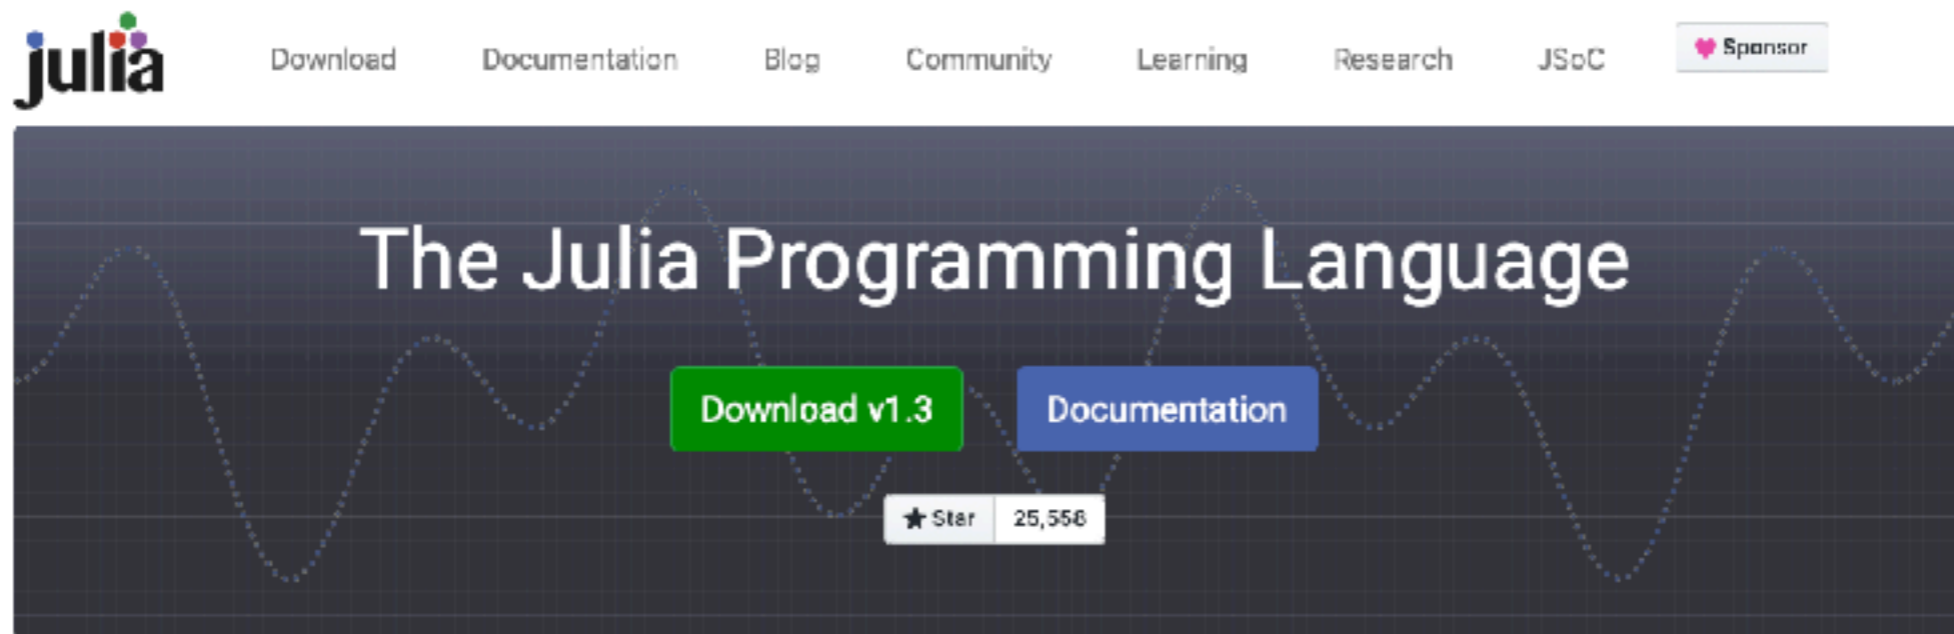 julia Download Documentation Blog Community Learning Research JSoC Sponsor
The Julia Programming Language
Download v1.3 Documentation
Star 25,558